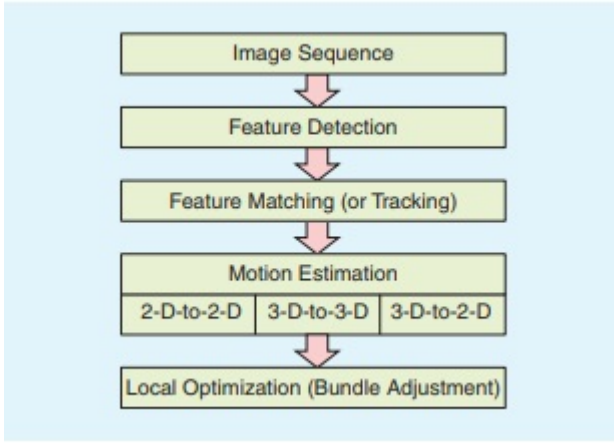 Image Sequence
Feature Detection
Feature Matching (or Tracking)
Motion Estimation
2-D-to-2-D 3-D-to-3-D 3-D-to-2-D
Local Optimization (Bundle Adjustment)